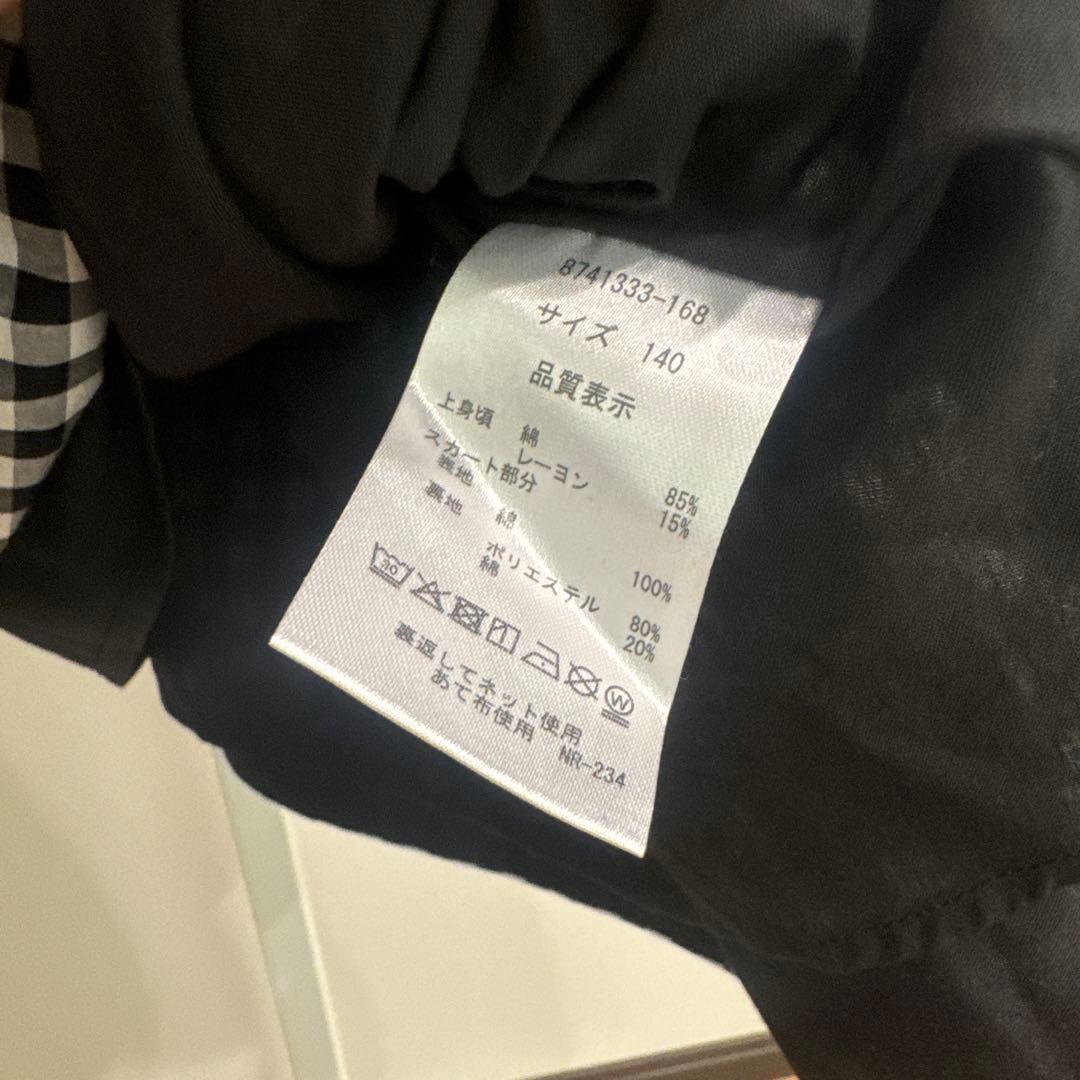 8741333-168
サイズ 140
品質表示
上身頃 綿 85%
レーヨン 15%
スカート部分
表地 綿 100%
裏地 ポリエステル 80%
綿 20%
30
W
裏返してネット使用
あて布使用 NR-234